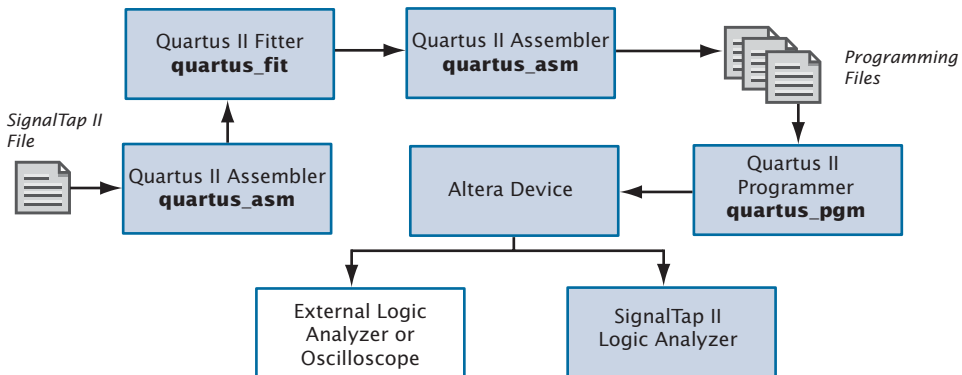 Quartus II Fitter
quartus_fit
Quartus II Assembler
quartus_asm
Programming
Files
SignalTap II
File
Quartus II Assembler
quartus_asm
Altera Device
Quartus II
Programmer
quartus_pgm
External Logic
Analyzer or
Oscilloscope
SignalTap II
Logic Analyzer